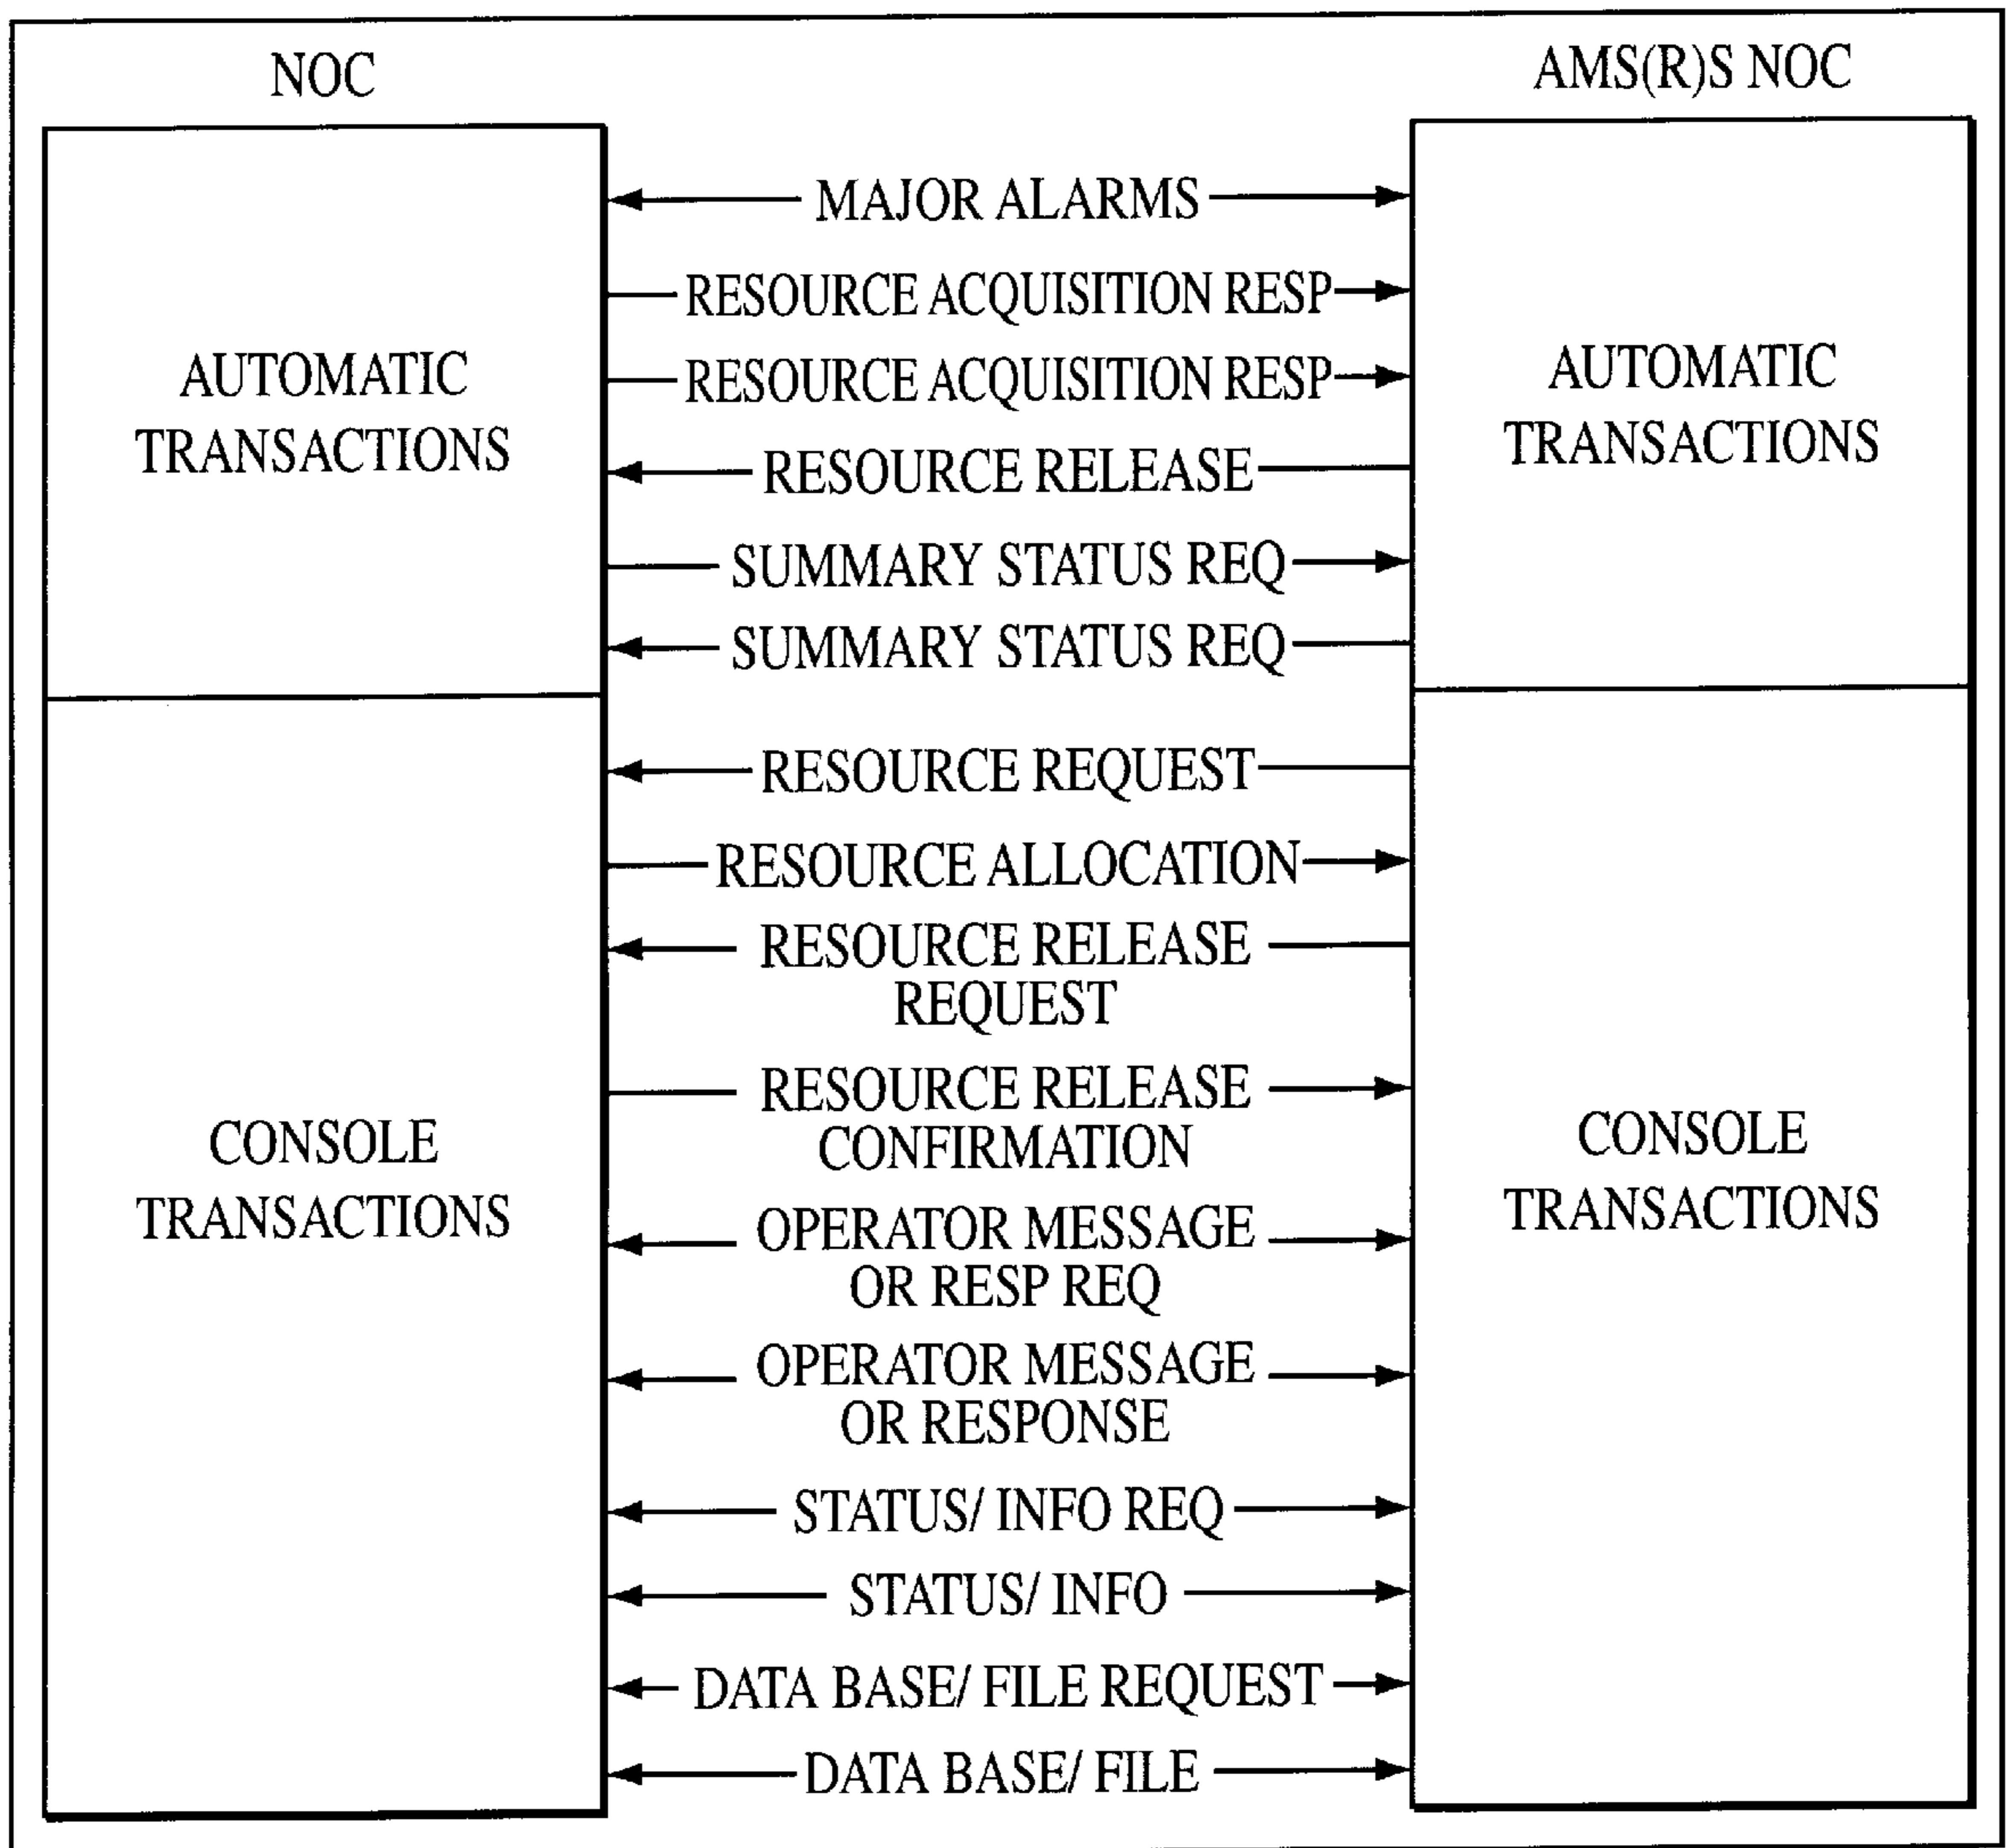 NOC
AMS(R)S NOC
MAJOR ALARMS
RESOURCE ACQUISITION RESP
AUTOMATIC
TRANSACTIONS
RESOURCE ACQUISITION RESP
AUTOMATIC
TRANSACTIONS
RESOURCE RELEASE
SUMMARY STATUS REQ
SUMMARY STATUS REQ
RESOURCE REQUEST
RESOURCE ALLOCATION
RESOURCE RELEASE
REQUEST
RESOURCE RELEASE
CONFIRMATION
CONSOLE
TRANSACTIONS
CONSOLE
TRANSACTIONS
OPERATOR MESSAGE
OR RESP REQ
OPERATOR MESSAGE
OR RESPONSE
STATUS/ INFO REQ
STATUS/ INFO
DATA BASE/ FILE REQUEST
DATA BASE/ FILE